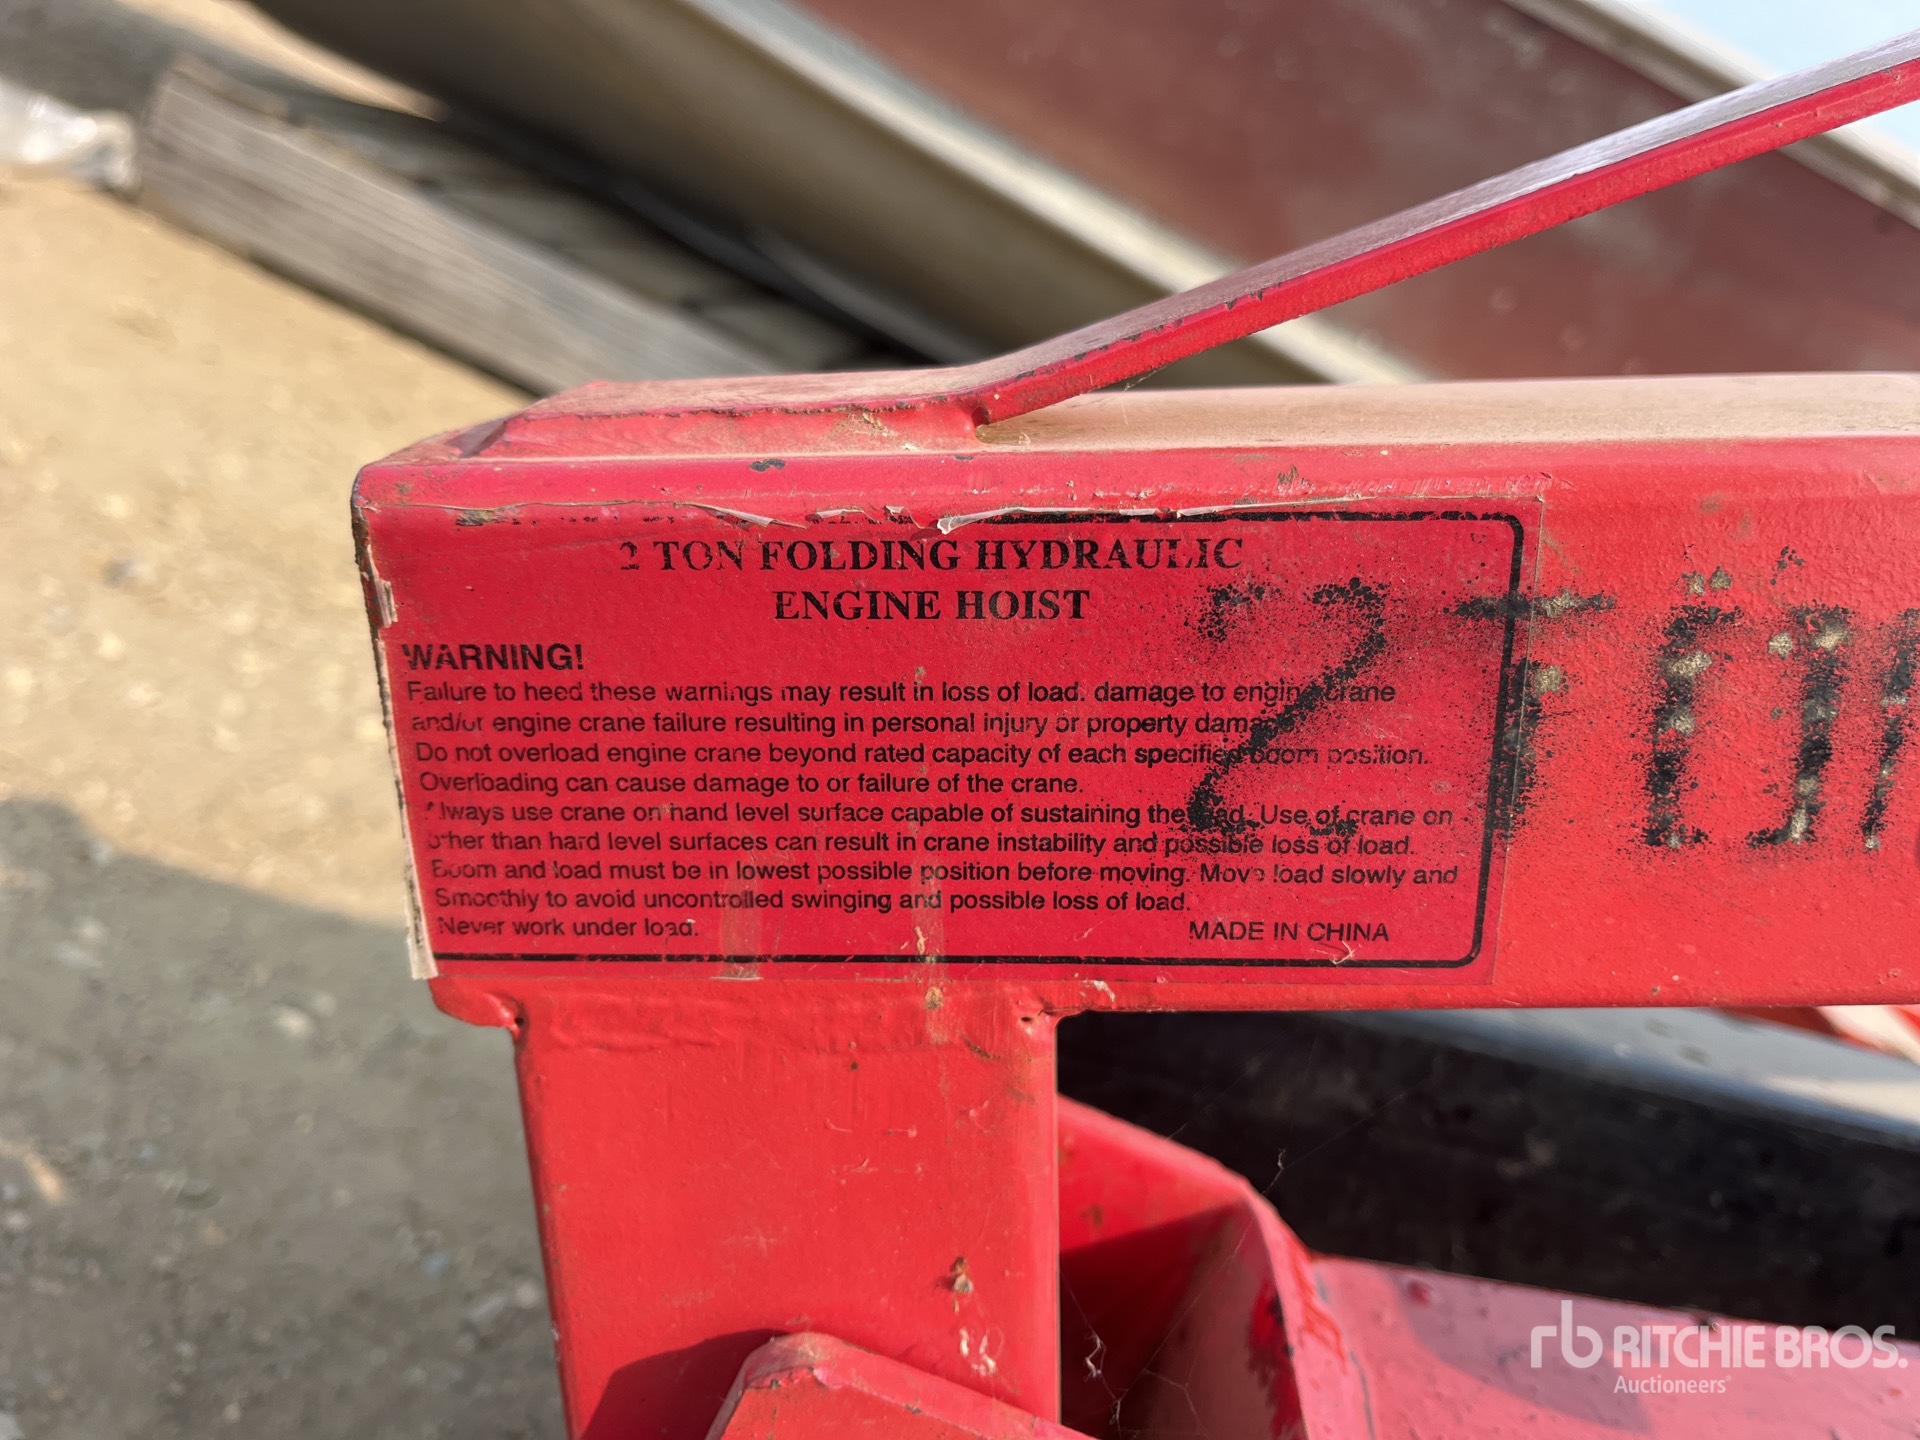 2 TON FOLDING HYDRAULIC
ENGINE HOIST
WARNING!
Failure to heed these warnings may result in loss of load. damage to engine crane
and/or engine crane failure resulting in personal injury or property damage
Do not overload engine crane beyond rated capacity of each specified boom position.
Overloading can cause damage to or failure of the crane.
Always use crane on hand level surface capable of sustaining the load. Use of crane on
other than hard level surfaces can result in crane instability and possible loss of load.
Boom and load must be in lowest possible position before moving. Move load slowly and
Smoothly to avoid uncontrolled swinging and possible loss of load.
Never work under load.
MADE IN CHINA
2 TON
rb RITCHIE BROS.
Auctioneers